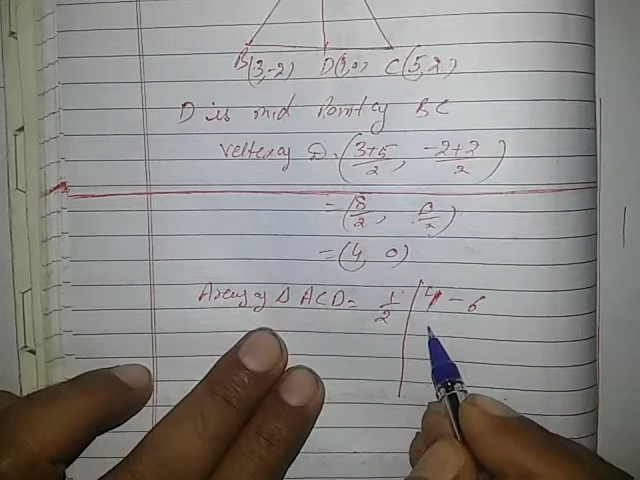 B(3,-2) D(4,0) C(5,2)
D is mid Point of BC
Vertex of D. (3+5/2, -2+2/2)
= (8/2, 0/2)
= (4, 0)
Area of Δ ACD = 1/2 | 4 - 6